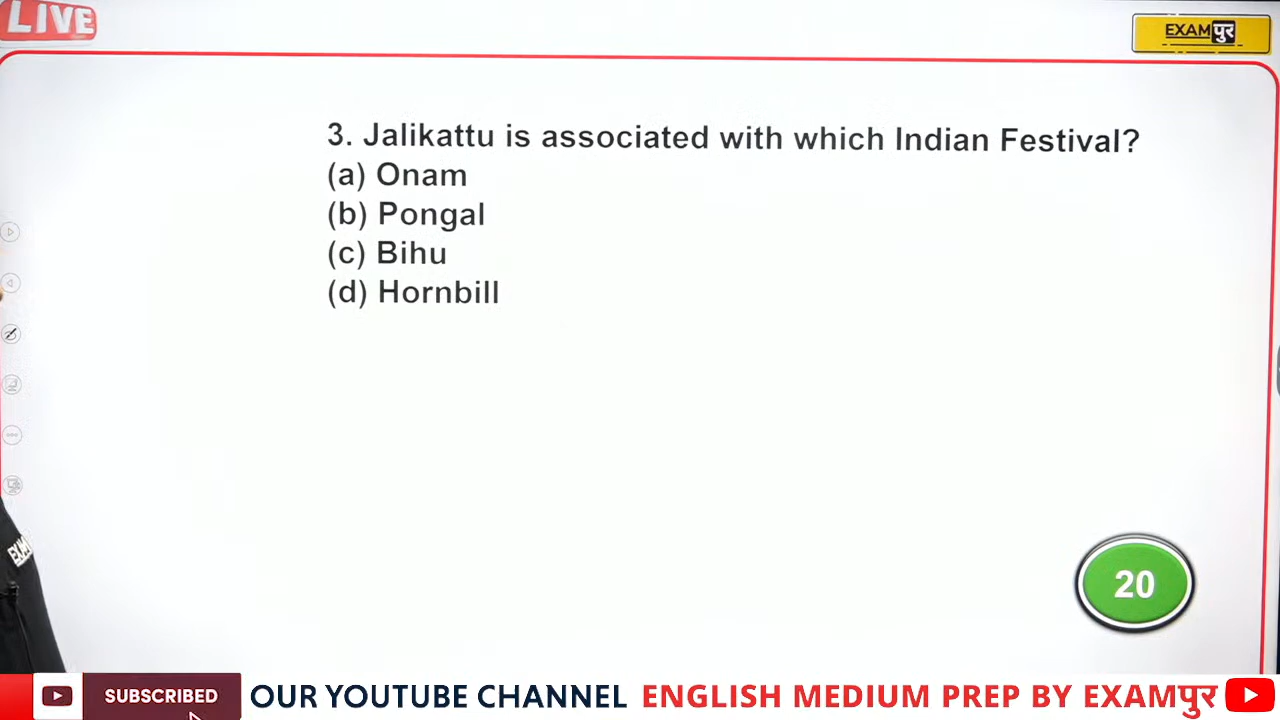 LIVE
EXAMपुर
3. Jalikattu is associated with which Indian Festival?
(a) Onam
(b) Pongal
(c) Bihu
(d) Hornbill
EXAM
20
SUBSCRIBED OUR YOUTUBE CHANNEL ENGLISH MEDIUM PREP BY EXAMपुर